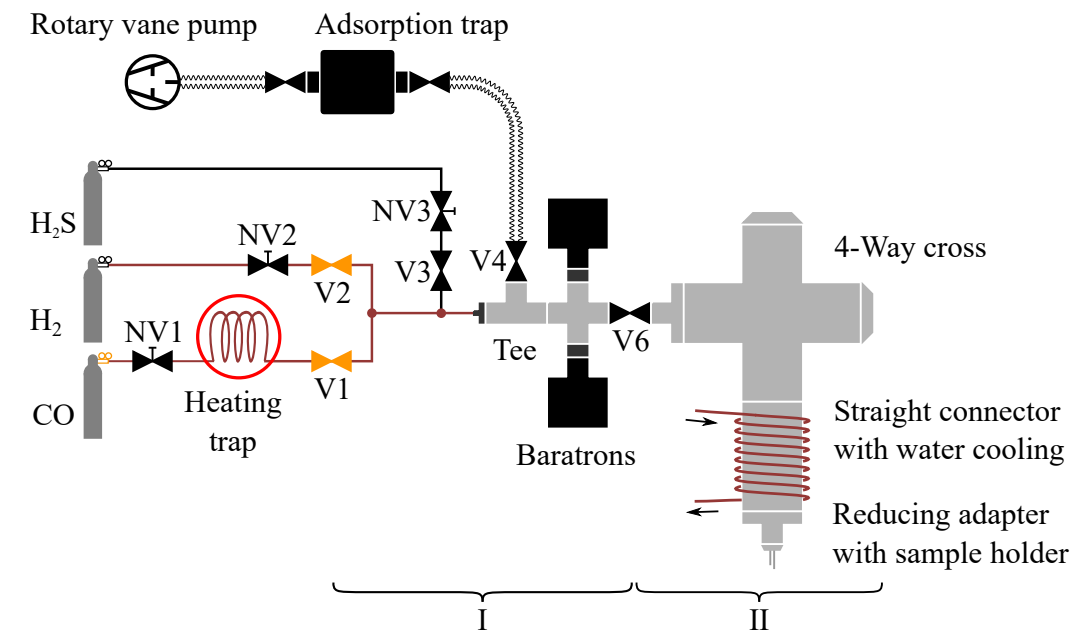 Rotary vane pump
Adsorption trap
H₂S
NV3
4-Way cross
NV2
V4
V3
V2
H₂
NV1
V6
Tee
V1
Heating
trap
CO
Straight connector
with water cooling
Baratrons
Reducing adapter
with sample holder
I
II